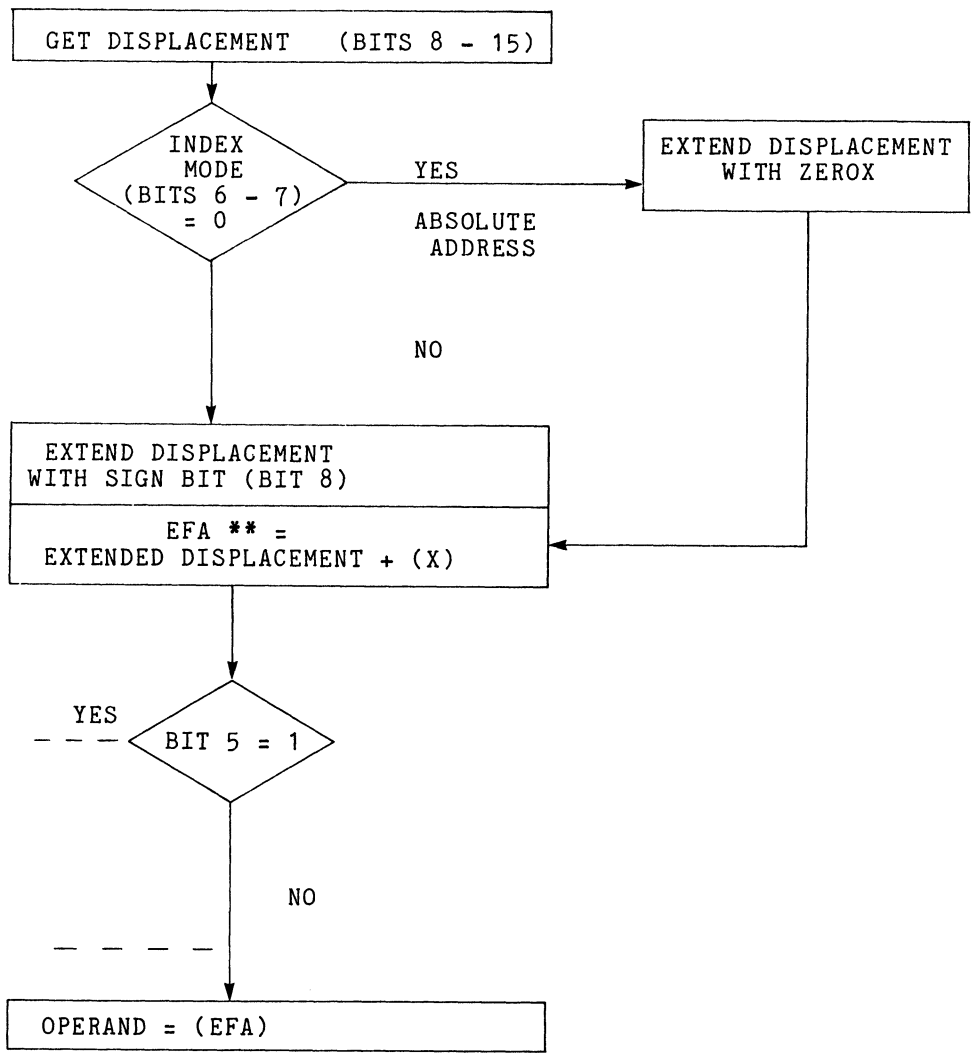 GET DISPLACEMENT (BITS 8 - 15)
INDEX
MODE
(BITS 6 - 7)
= 0
YES
ABSOLUTE
ADDRESS
EXTEND DISPLACEMENT
WITH ZEROX
NO
EXTEND DISPLACEMENT
WITH SIGN BIT (BIT 8)
EFA ** =
EXTENDED DISPLACEMENT + (X)
YES
BIT 5 = 1
NO
OPERAND = (EFA)